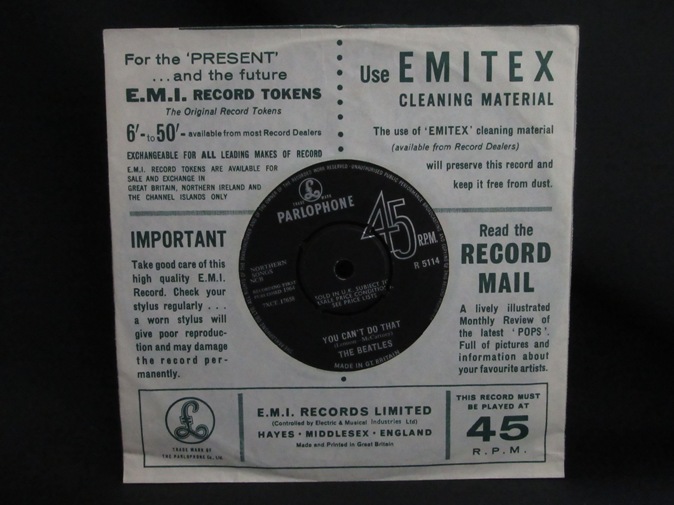 For the 'PRESENT'
...and the future
E.M.I. RECORD TOKENS
The Original Record Tokens
6/- to 50/- available from most Record Dealers
EXCHANGEABLE FOR ALL LEADING MAKES OF RECORD
E.M.I. RECORD TOKENS ARE AVAILABLE FOR
SALE AND EXCHANGE IN
GREAT BRITAIN, NORTHERN IRELAND AND
THE CHANNEL ISLANDS ONLY
Use EMITEX
CLEANING MATERIAL
The use of 'EMITEX' cleaning material
(available from Record Dealers)
will preserve this record and
keep it free from dust.
IMPORTANT
Take good care of this
high quality E.M.I.
Record. Check your
stylus regularly . . .
a worn stylus will
give poor reproduc-
tion and may damage
the record per-
manently.
PARLOPHONE
45 R.P.M.
R 5114
NORTHERN
SONGS
NCB
SOLD IN U.K. SUBJECT TO
YOU CAN'T DO THAT
THE BEATLES
MADE IN GT. BRITAIN
Read the
RECORD
MAIL
A lively illustrated
Monthly Review of
the latest 'POPS'.
Full of pictures and
information about
your favourite artists.
£
TRADE MARK OF
THE PARLOPHONE Co. Ltd.
E.M.I. RECORDS LIMITED
(Controlled by Electric & Musical Industries Ltd)
HAYES • MIDDLESEX • ENGLAND
Made and Printed in Great Britain
THIS RECORD MUST
BE PLAYED AT
45
R.P.M.